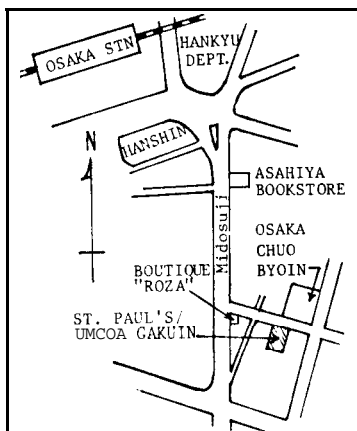 OSAKA STN
HANKYU
DEPT.
N
HANSHIN
ASAHIYA
BOOKSTORE
Midosuji
OSAKA
CHUO
BYOIN
BOUTIQUE
"ROZA"
ST. PAUL'S/
UMCOA GAKUIN